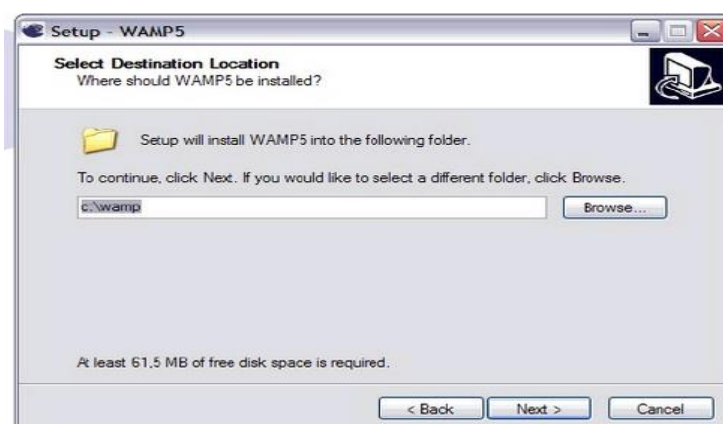 Setup - WAMP5
Select Destination Location
Where should WAMP5 be installed?
Setup will install WAMP5 into the following folder.
To continue, click Next. If you would like to select a different folder, click Browse.
c:\wamp
Browse...
At least 61,5 MB of free disk space is required.
< Back
Next >
Cancel